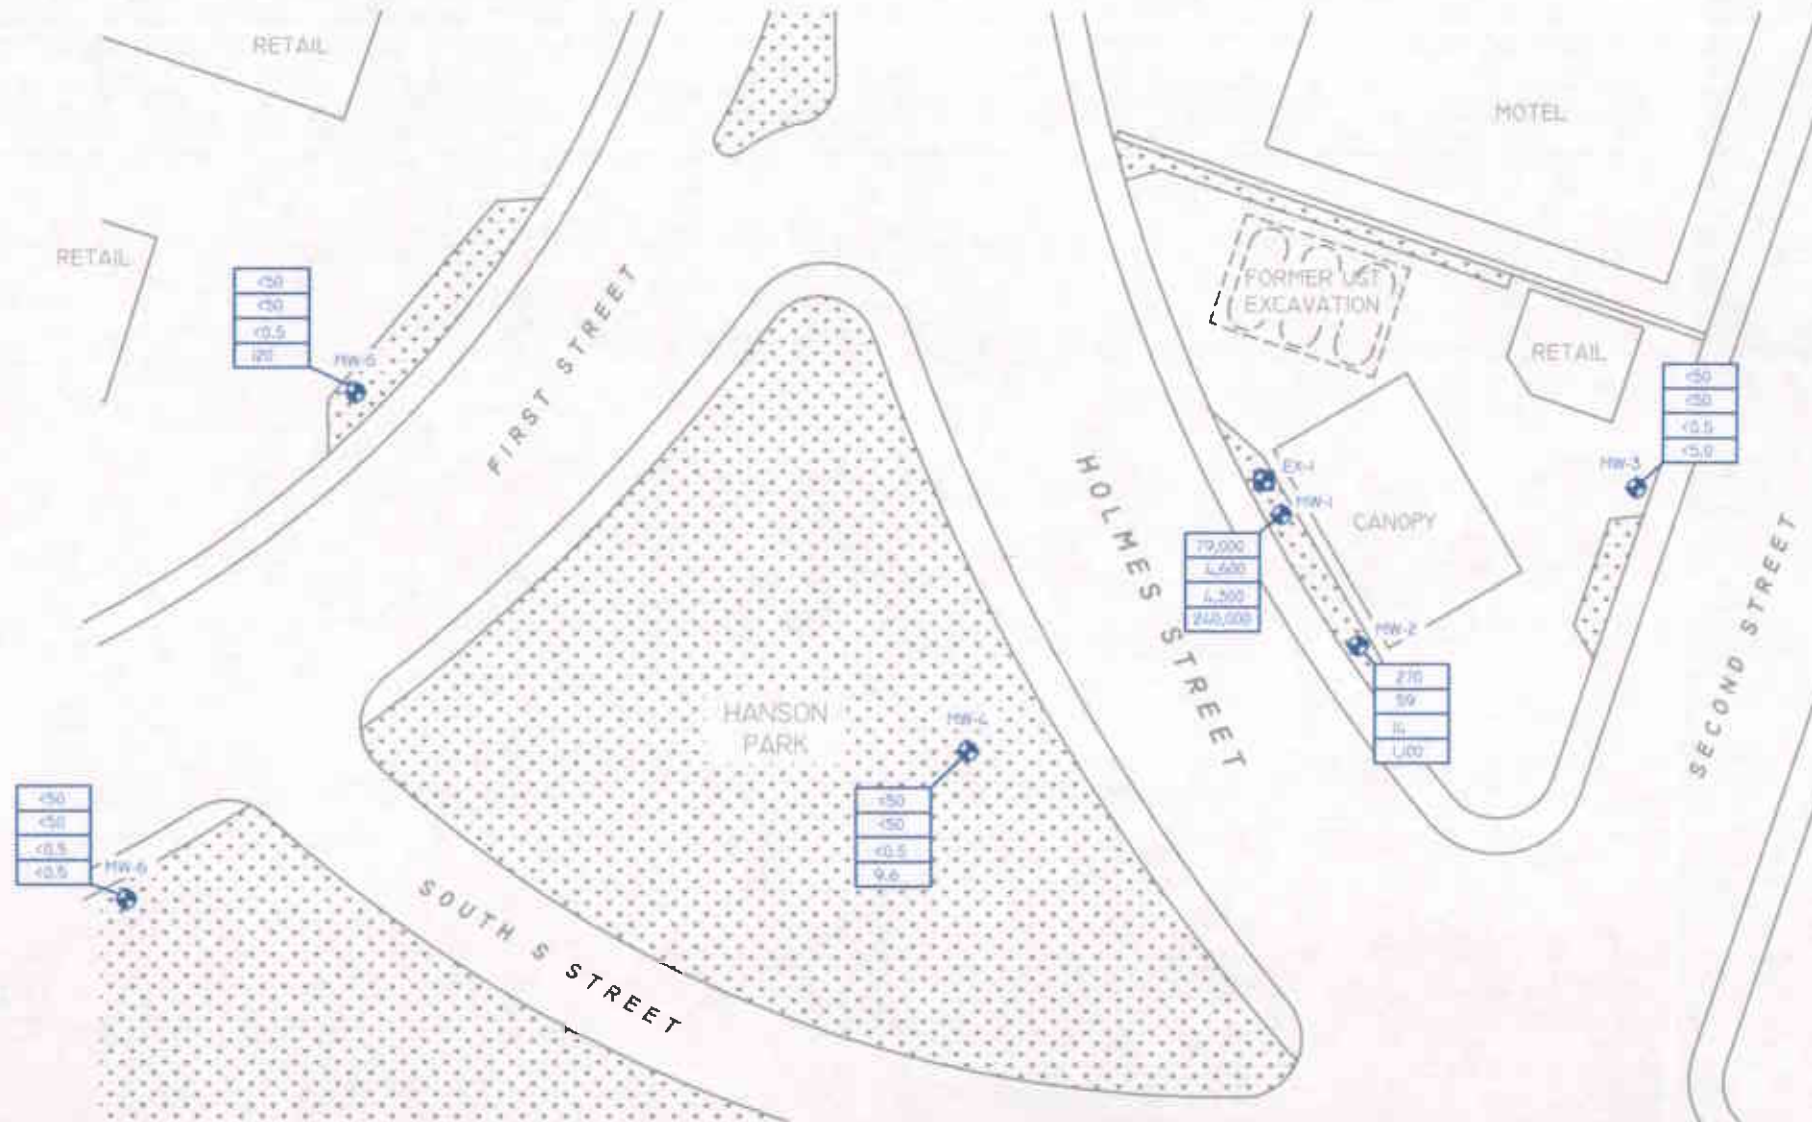 RETAIL
MOTEL
RETAIL
FORMER UST
EXCAVATION
<50
<50
<0.5
120
FIRST STREET
RETAIL
<50
<50
<0.5
<5.0
MW-3
EX-1
MW-1
CANOPY
HOLMES STREET
79,000
4,600
4,300
240,000
MW-2
270
59
1,100
SECOND STREET
HANSON
PARK
MW-4
<50
<50
<0.5
9.6
<50
<50
<0.5
<0.5
MW-6
SOUTH S STREET